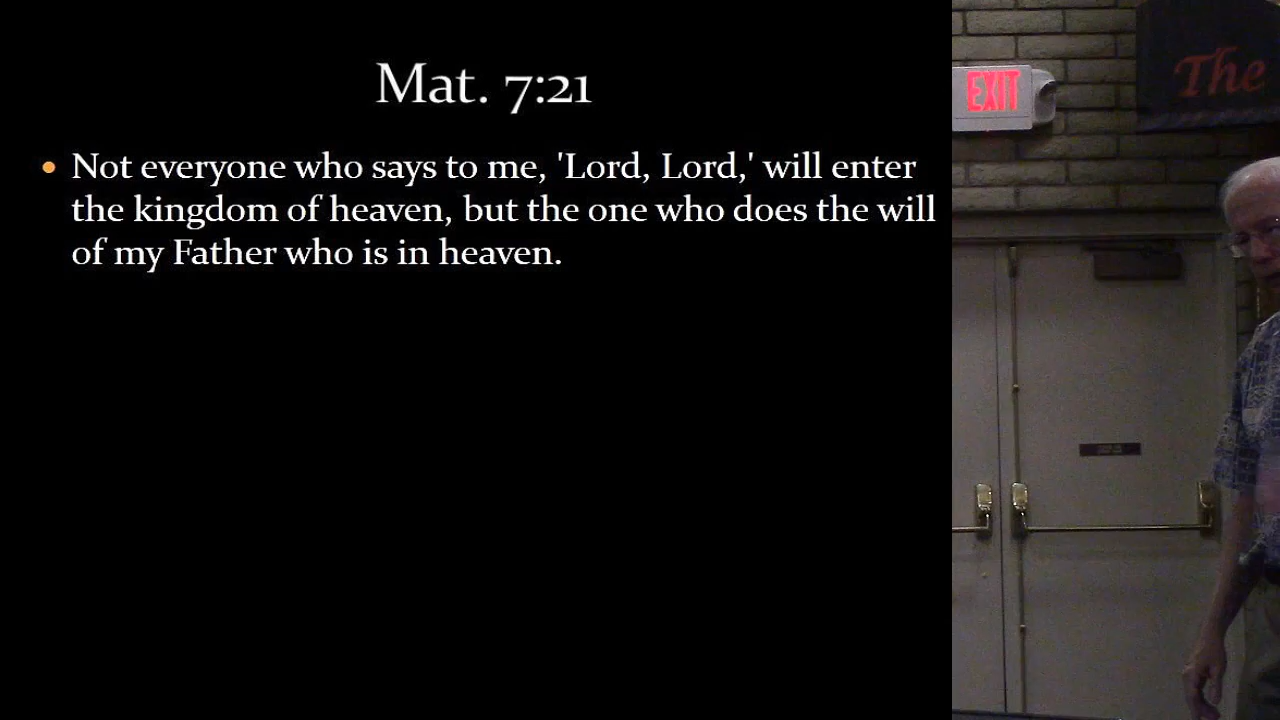 Mat. 7:21
Not everyone who says to me, 'Lord, Lord,' will enter
the kingdom of heaven, but the one who does the will
of my Father who is in heaven.
EXIT
The